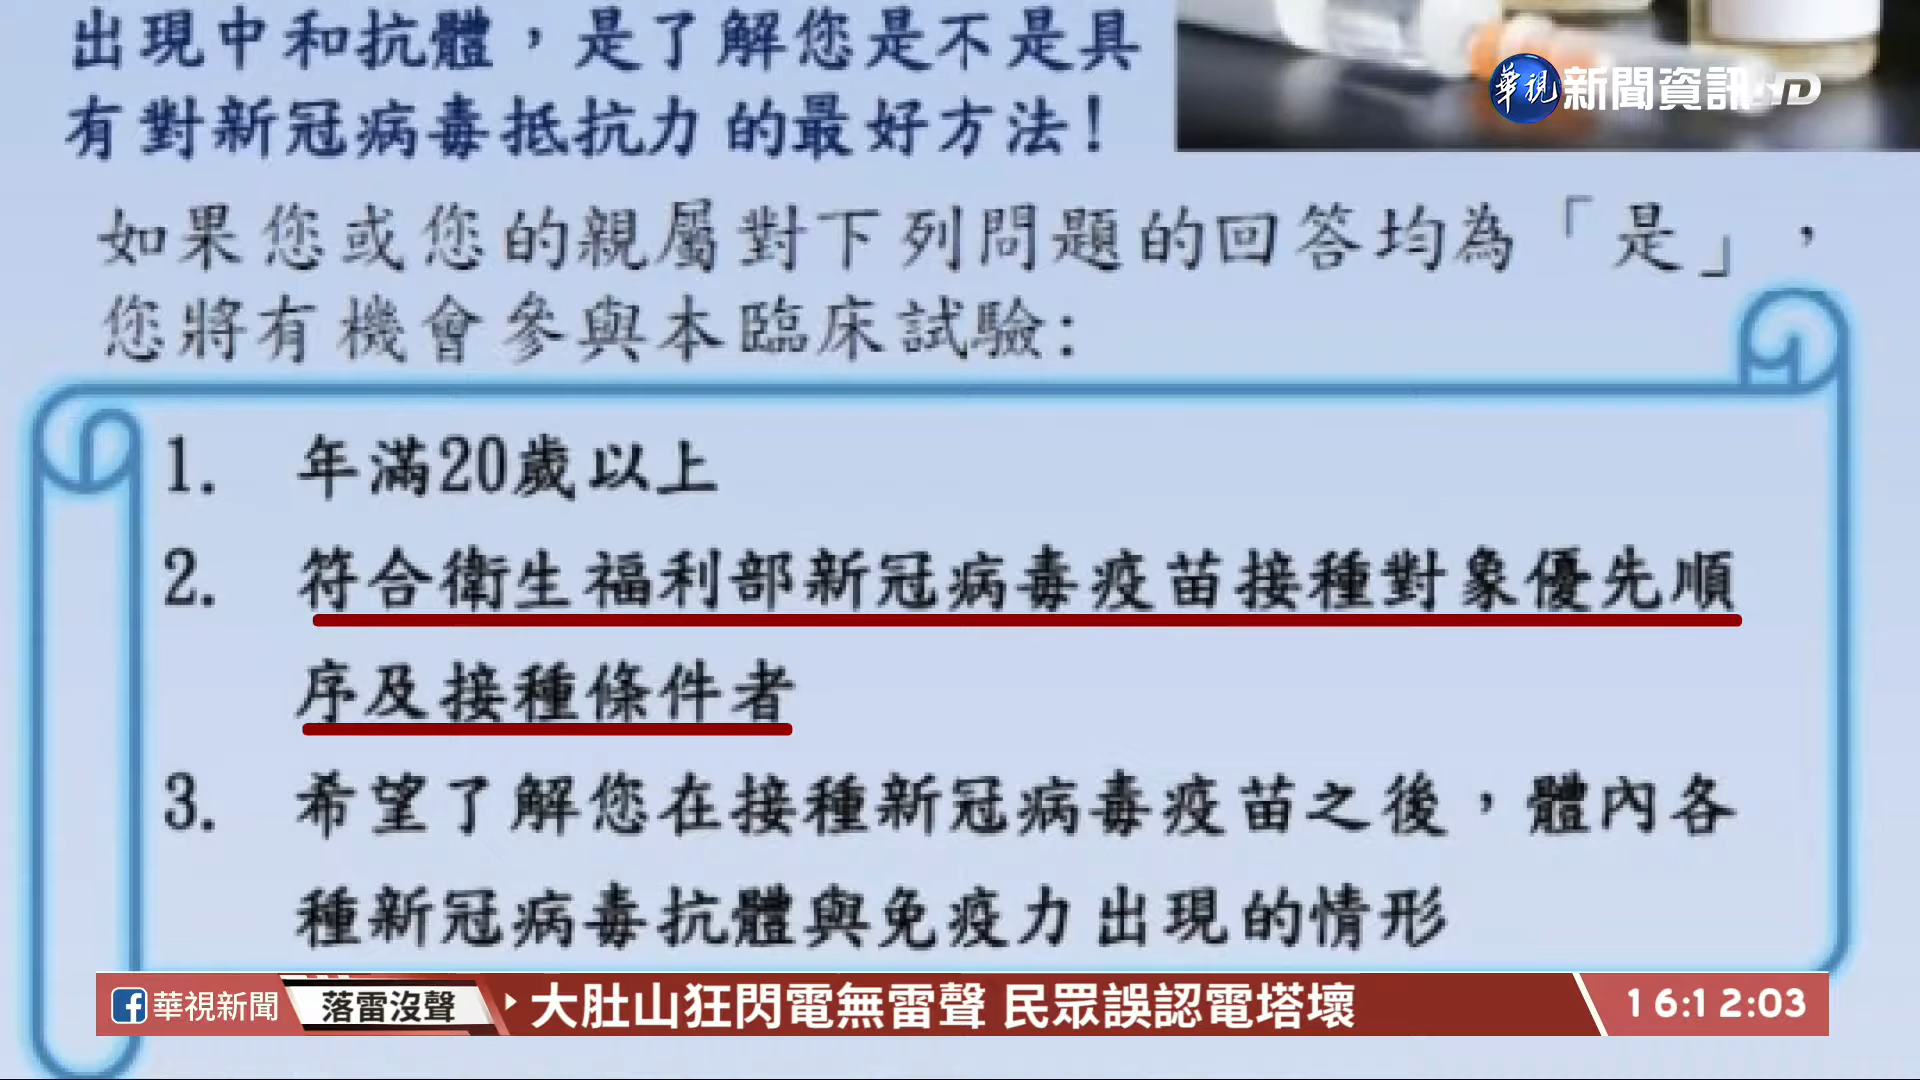 出現中和抗體，是了解您是不是具
有對新冠病毒抵抗力的最好方法!
華視新聞資訊HD
如果您或您的親屬對下列問題的回答均為「是」，
您將有機會參與本臨床試驗:
1. 年滿20歲以上
2. 符合衛生福利部新冠病毒疫苗接種對象優先順
序及接種條件者
3. 希望了解您在接種新冠病毒疫苗之後，體內各
種新冠病毒抗體與免疫力出現的情形
華視新聞 落雷沒聲 大肚山狂閃電無雷聲 民眾誤認電塔壞 16:12:03